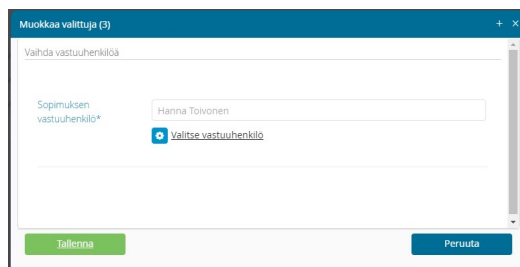 Muokkaa valittuja (3)
Vaihda vastuuhenkilöä
Sopimuksen
vastuuhenkilö*
Hanna Toivonen
Valitse vastuuhenkilö
Tallenna
Peruuta